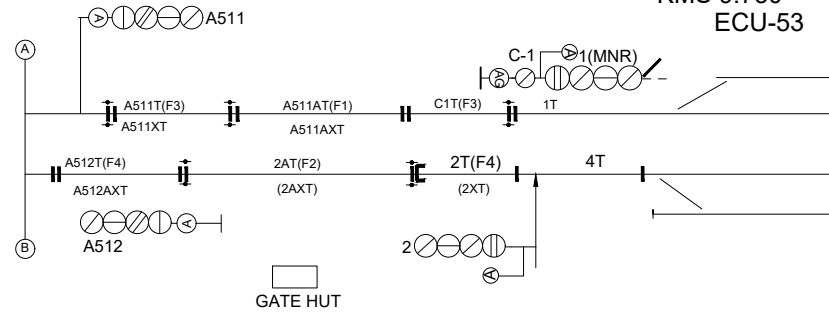 ECU-53
A A511
A
C-1 A 1(MNR)
AG
A511T(F3) A511AT(F1) C1T(F3) 1T
A511XT A511AXT
A512T(F4) 2AT(F2) 2T(F4) 4T
A512AXT (2AXT) (2XT)
A
A512
B
2
A
GATE HUT